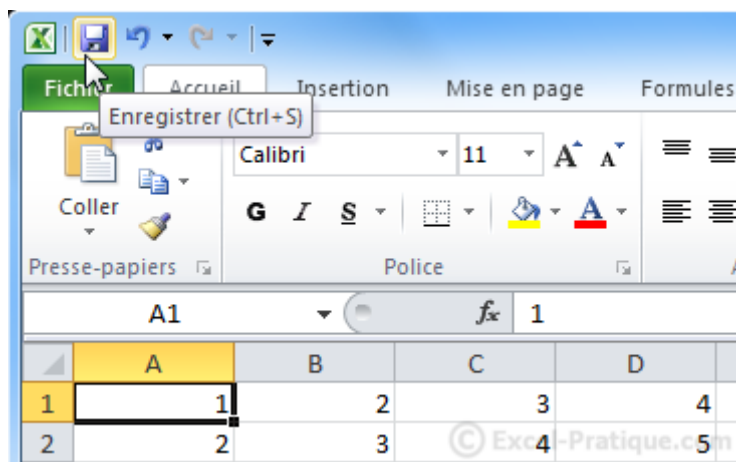 Fichier Accueil Insertion Mise en page Formules
Enregistrer (Ctrl+S)
Calibri 11 A A
Coller
G I S A
Presse-papiers Police
A1 fx 1
A B C D
1 1 2 3 4
2 2 3 4 5
© Excel-Pratique.com